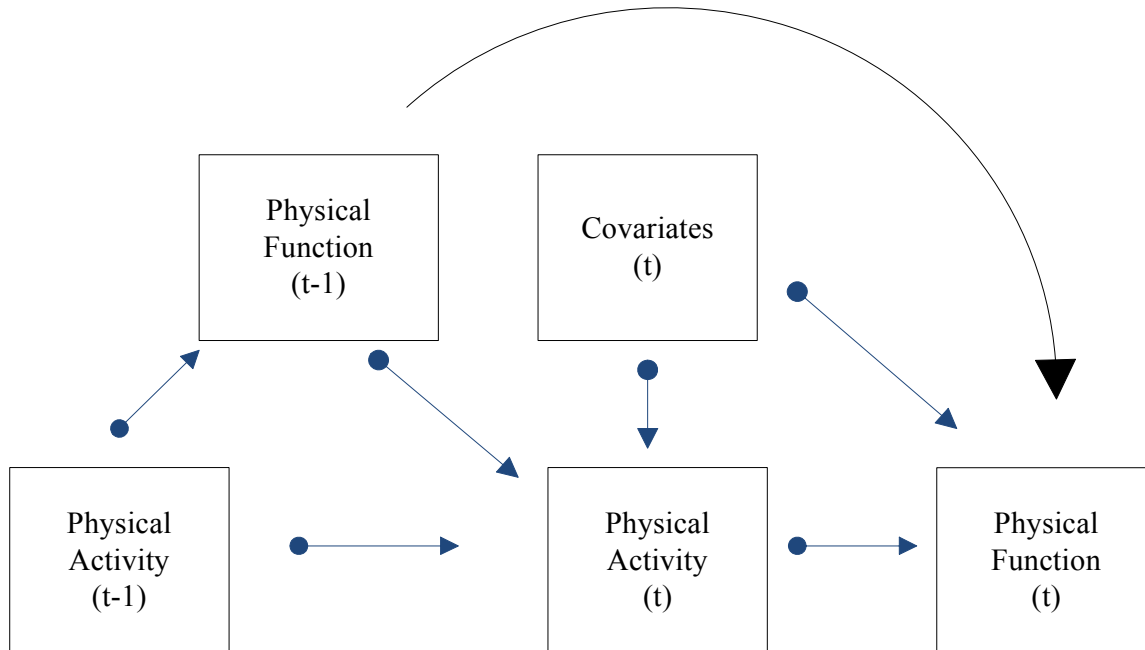 Physical
Function
(t-1)
Covariates
(t)
Physical
Activity
(t-1)
Physical
Activity
(t)
Physical
Function
(t)